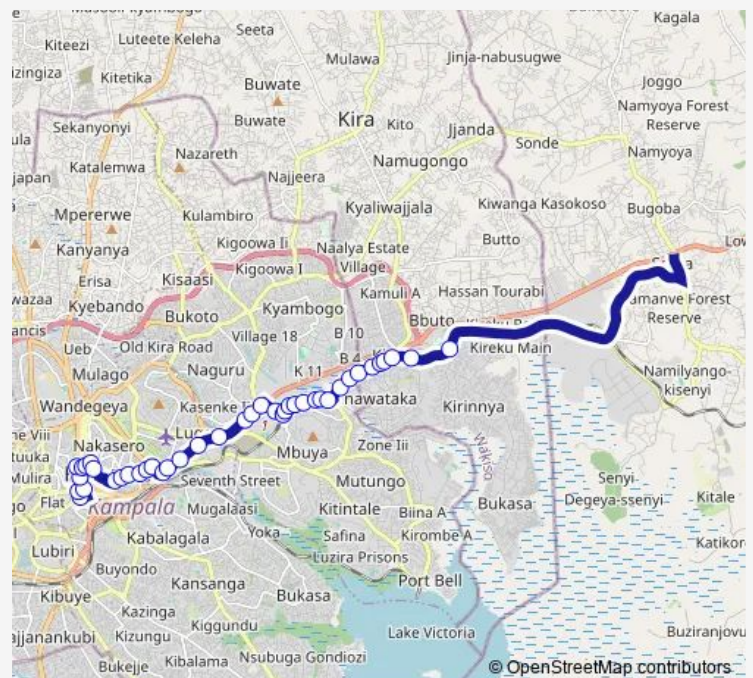 Kagala
Seeta
Luteete Keleha
Kiteezi
Mulawa
Jinja-nabusugwe
Kitetika
Buwate
Joggo
Namyoya Forest
Reserve
Kira
Buwate
Kito
Jjanda
Sekanyonyi
Sonde
Namyoya
Nazareth
Namugongo
Katalemwa
Najjeera
Kiwanga Kasokoso
Kyaliwajjala
Mpererwe
Kulambiro
Bugoba
Kigoowa Ii
Naalya Estate
Village
Butto
Kanyanya
Kigoowa I
Erisa
Kisaasi
Kamuli A
Hassan Tourabi
Kyebando
Kyambogo
Bukoto
Bbuto
Reserve
Village 18
B 10
Ueb
Old Kira Road
K 11
B 4
Kireku Main
Mulago
Naguru
Namilyango-
kisenyi
Wandegeya
Kirinnya
Nakasero
Mbuya
Zone Iii
Wakiso
Seventh Street
Mutungo
Senyi
Bukasa
Degeya-ssenyi
Kitale
Mulira
Flat
Kampala
Mugalaasi
Kitintale
Biina A
Kabalagala
Yoka
Safina
Kirombe A
Lubiri
Luzira Prisons
Buyondo
Port Bell
Kansanga
Kibuye
Bukasa
Kazinga
Kiggundu
Kizungu
Lake Victoria
Buziranjovu
Bukejje
Kibalama
Nsubuga Gondiozi
© OpenStreetMap contributors